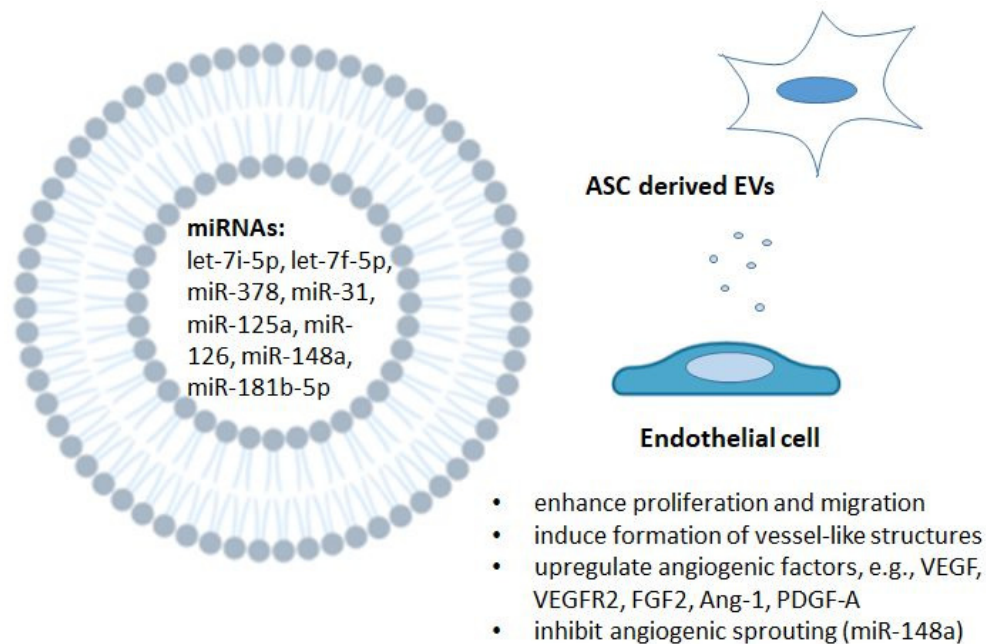 miRNAs:
let-7i-5p, let-7f-5p,
miR-378, miR-31,
miR-125a, miR-
126, miR-148a,
miR-181b-5p
ASC derived EVs
Endothelial cell
• enhance proliferation and migration
• induce formation of vessel-like structures
• upregulate angiogenic factors, e.g., VEGF,
VEGFR2, FGF2, Ang-1, PDGF-A
• inhibit angiogenic sprouting (miR-148a)